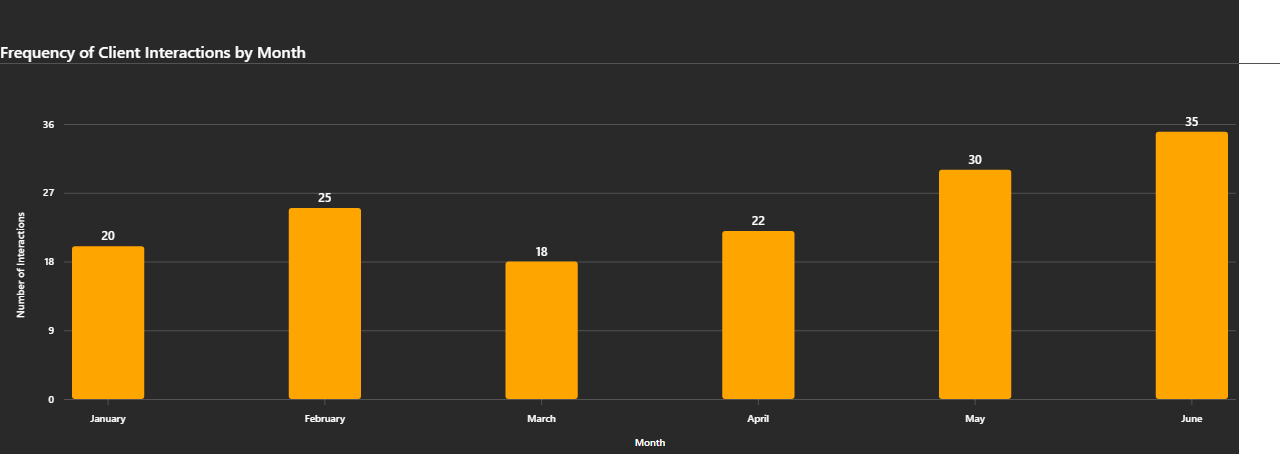 Frequency of Client Interactions by Month
36
27
18
9
0
Number of Interactions
20
25
18
22
30
35
January
February
March
April
May
June
Month